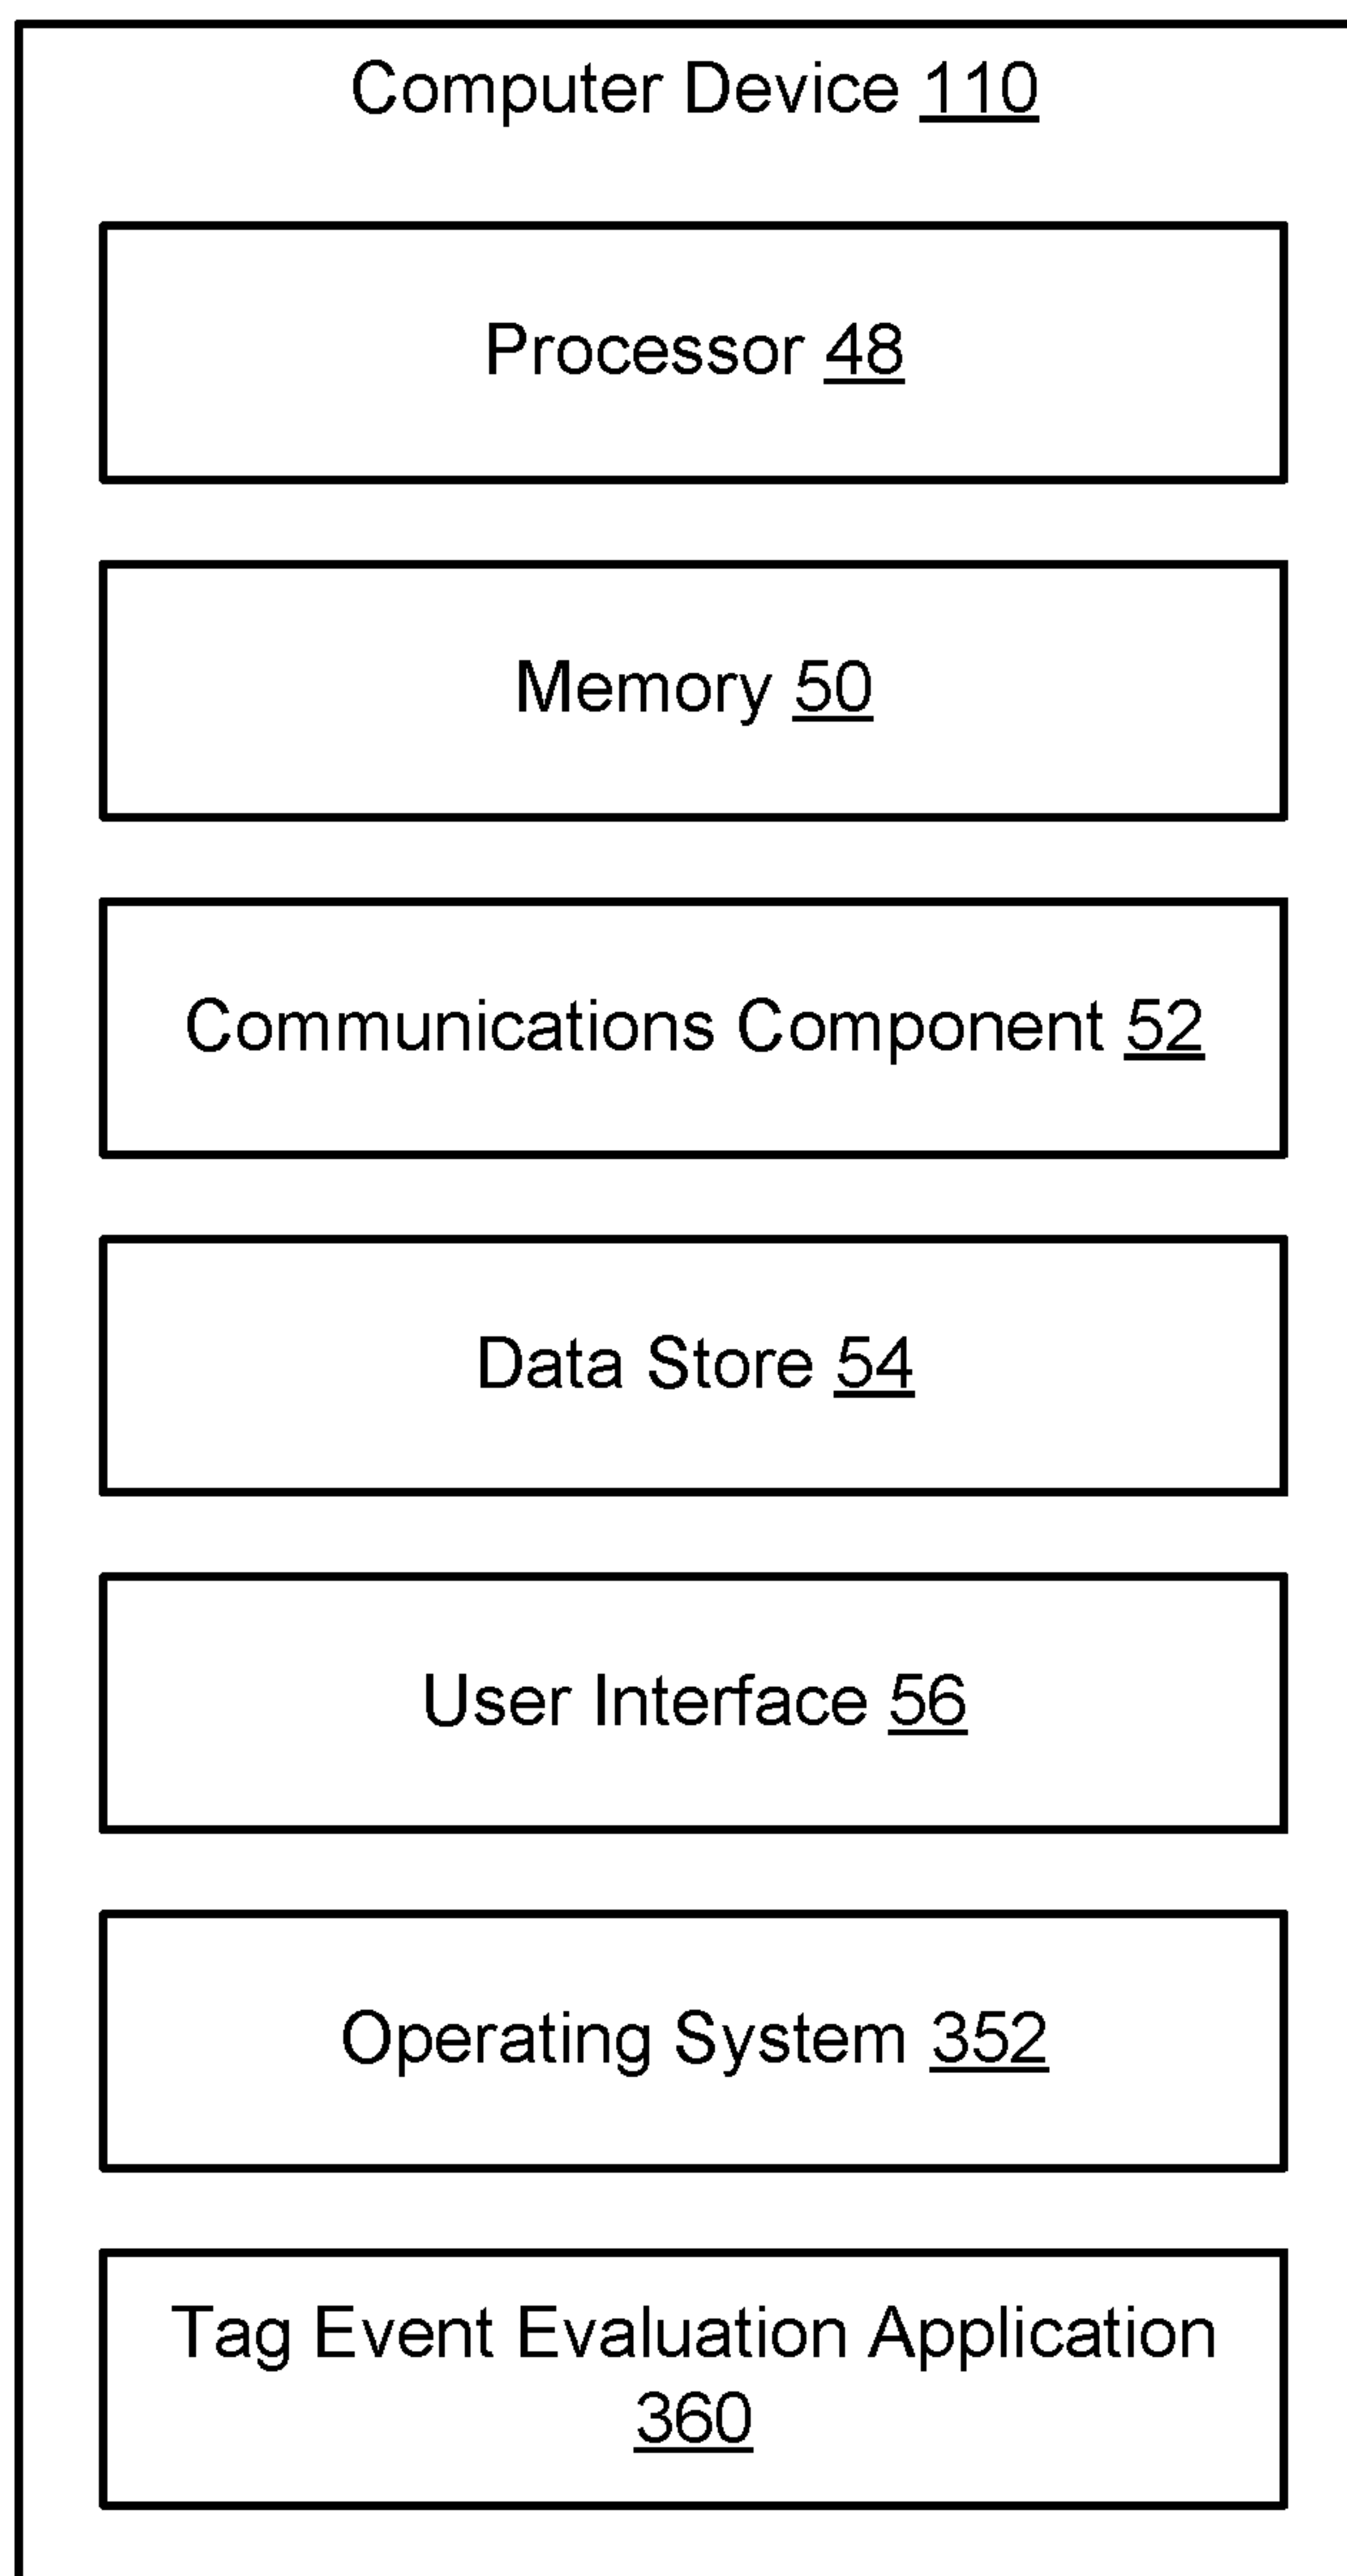 Computer Device 110
Processor 48
Memory 50
Communications Component 52
Data Store 54
User Interface 56
Operating System 352
Tag Event Evaluation Application
360